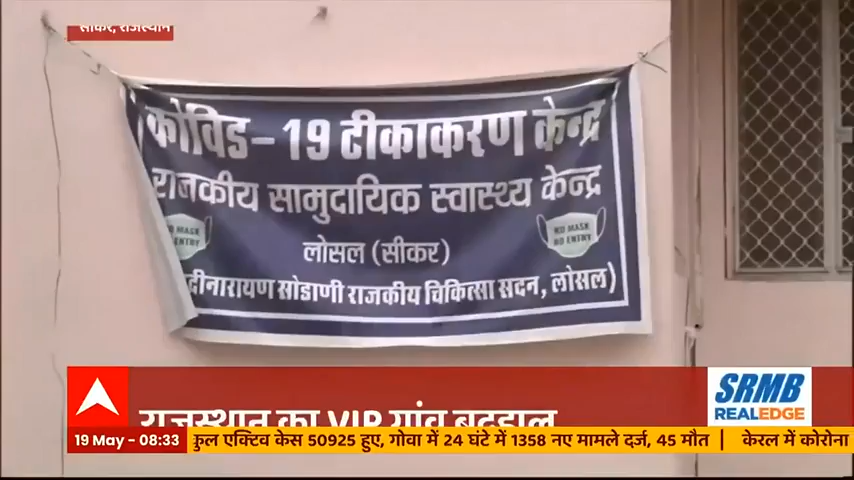 सीकर, राजस्थान
कोविड-19 टीकाकरण केन्द्र
राजकीय सामुदायिक स्वास्थ्य केन्द्र
NO MASK
NO ENTRY
NO MASK
NO ENTRY
लोसल (सीकर)
दीनारायण सोडाणी राजकीय चिकित्सा सदन, लोसल)
राजस्थान का VIP गांव बदहाल
SRMB
REALEDGE
19 May - 08:33
कुल एक्टिव केस 50925 हुए, गोवा में 24 घंटे में 1358 नए मामले दर्ज, 45 मौत | केरल में कोरोना